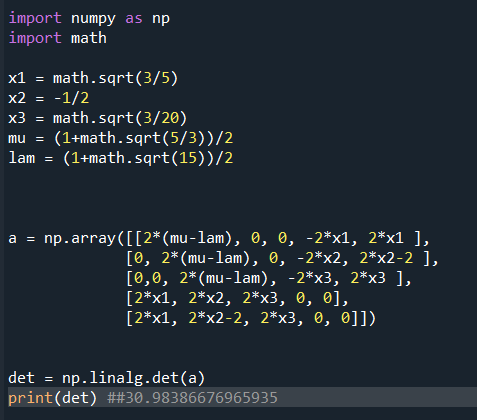 import numpy as np
import math
x1 = math.sqrt(3/5)
x2 = -1/2
x3 = math.sqrt(3/20)
mu = (1+math.sqrt(5/3))/2
lam = (1+math.sqrt(15))/2
a = np.array([[2*(mu-lam), 0, 0, -2*x1, 2*x1 ],
[0, 2*(mu-lam), 0, -2*x2, 2*x2-2 ],
[0,0, 2*(mu-lam), -2*x3, 2*x3 ],
[2*x1, 2*x2, 2*x3, 0, 0],
[2*x1, 2*x2-2, 2*x3, 0, 0]])
det = np.linalg.det(a)
print(det) ##30.98386676965935